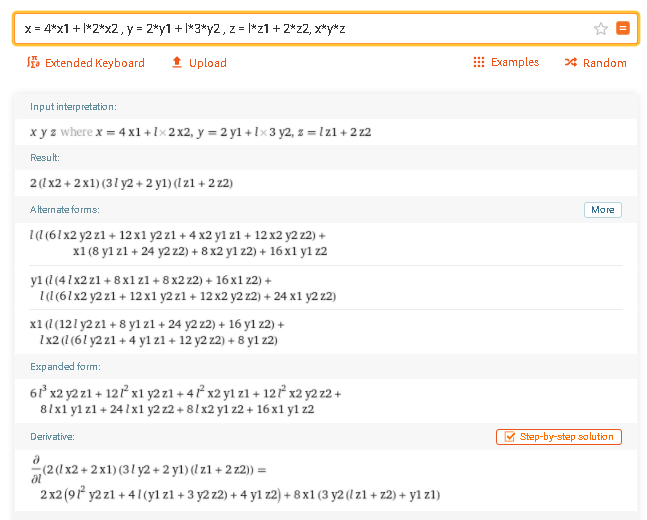 x = 4*x1 + l*2*x2 , y = 2*y1 + l*3*y2 , z = l*z1 + 2*z2, x*y*z
Extended Keyboard Upload Examples Random
Input interpretation:
x y z where x = 4 x1 + l×2 x2, y = 2 y1 + l×3 y2, z = l z1 + 2 z2
Result:
2 (l x2 + 2 x1) (3 l y2 + 2 y1) (l z1 + 2 z2)
Alternate forms: More
l (l (6 l x2 y2 z1 + 12 x1 y2 z1 + 4 x2 y1 z1 + 12 x2 y2 z2) +
x1 (8 y1 z1 + 24 y2 z2) + 8 x2 y1 z2) + 16 x1 y1 z2
y1 (l (4 l x2 z1 + 8 x1 z1 + 8 x2 z2) + 16 x1 z2) +
l (l (6 l x2 y2 z1 + 12 x1 y2 z1 + 12 x2 y2 z2) + 24 x1 y2 z2)
x1 (l (12 l y2 z1 + 8 y1 z1 + 24 y2 z2) + 16 y1 z2) +
l x2 (l (6 l y2 z1 + 4 y1 z1 + 12 y2 z2) + 8 y1 z2)
Expanded form:
6 l³ x2 y2 z1 + 12 l² x1 y2 z1 + 4 l² x2 y1 z1 + 12 l² x2 y2 z2 +
8 l x1 y1 z1 + 24 l x1 y2 z2 + 8 l x2 y1 z2 + 16 x1 y1 z2
Derivative: Step-by-step solution
∂/∂l (2 (l x2 + 2 x1) (3 l y2 + 2 y1) (l z1 + 2 z2)) =
2 x2 (9 l² y2 z1 + 4 l (y1 z1 + 3 y2 z2) + 4 y1 z2) + 8 x1 (3 y2 (l z1 + z2) + y1 z1)